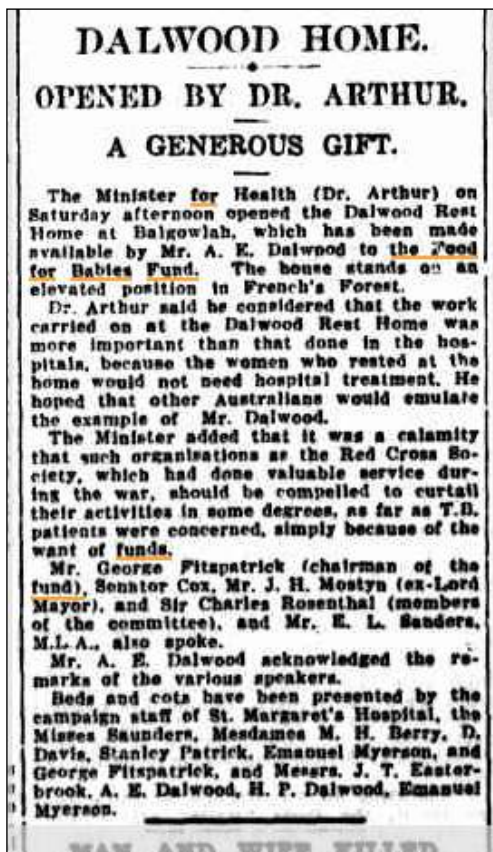 DALWOOD HOME.
OPENED BY DR. ARTHUR.
A GENEROUS GIFT.
The Minister for Health (Dr. Arthur) on
Saturday afternoon opened the Dalwood Rest
Home at Balgowlah, which has been made
available by Mr. A. E. Dalwood to the Food
for Babies Fund. The house stands on an
elevated position in French's Forest.
Dr. Arthur said he considered that the work
carried on at the Dalwood Rest Home was
more important than that done in the hos-
pitals, because the women who rested at the
home would not need hospital treatment. He
hoped that other Australians would emulate
the example of Mr. Dalwood.
The Minister added that it was a calamity
that such organisations as the Red Cross So-
ciety, which had done valuable service dur-
ing the war, should be compelled to curtail
their activities in some degrees, as far as T.B.
patients were concerned, simply because of the
want of funds.
Mr. George Fitzpatrick (chairman of the
fund), Senator Cox, Mr. J. H. Mostyn (ex-Lord
Mayor), and Sir Charles Rosenthal (members
of the committee), and Mr. E. L. Sanders,
M.L.A., also spoke.
Mr. A. E. Dalwood acknowledged the re-
marks of the various speakers.
Beds and cots have been presented by the
campaign staff of St. Margaret's Hospital, the
Misses Saunders, Mesdames M. H. Berry, D.
Davis, Stanley Patrick, Emanuel Myerson, and
George Fitzpatrick, and Messrs. J. T. Easter-
brook, A. E. Dalwood, H. P. Dalwood, Emanuel
Myerson.
MAN AND WIFE KILLED